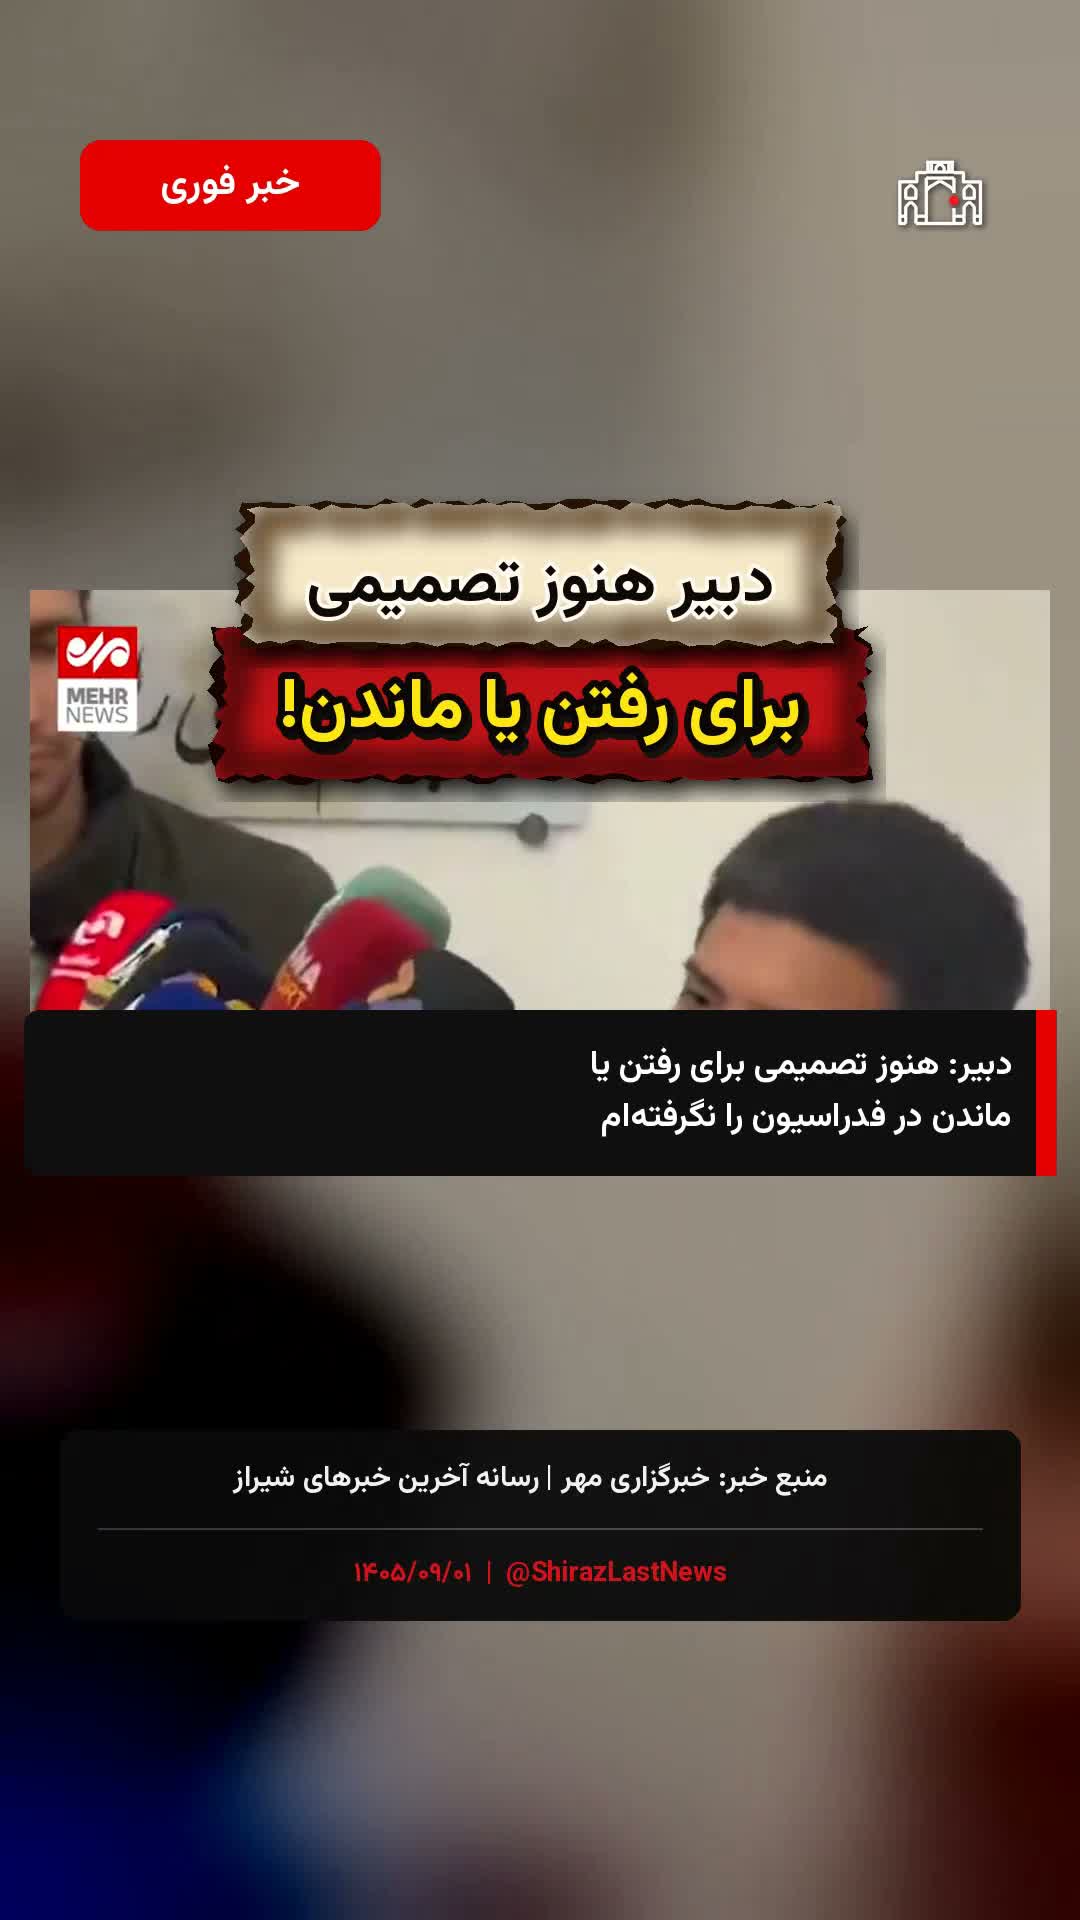 خبر فوری
دبیر هنوز تصمیمی
برای رفتن یا ماندن!
MEHR
NEWS
دبیر: هنوز تصمیمی برای رفتن یا
ماندن در فدراسیون را نگرفته‌ام
منبع خبر: خبرگزاری مهر | رسانه آخرین خبرهای شیراز
@ShirazLastNews | ۱۴۰۵/۰۹/۰۱